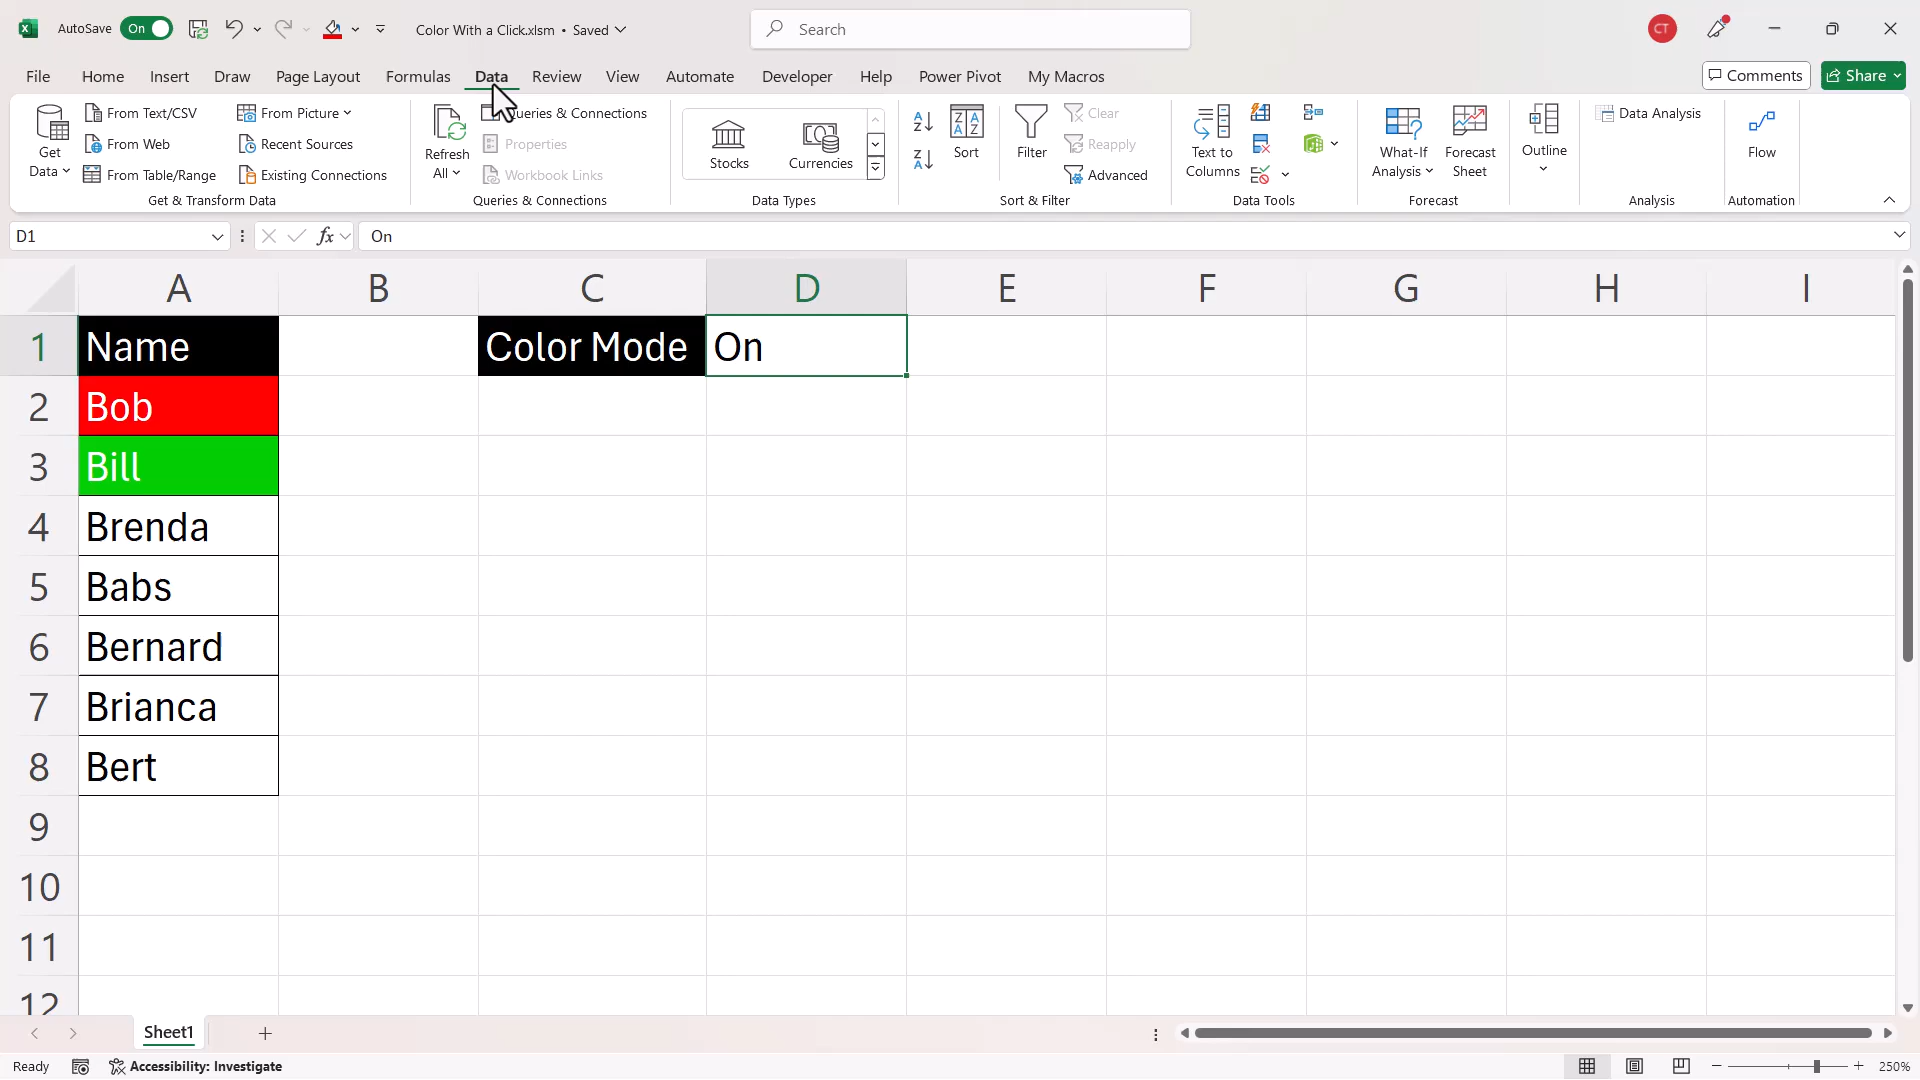 AutoSave On Color With a Click.xlsm • Saved Search CT
File Home Insert Draw Page Layout Formulas Data Review View Automate Developer Help Power Pivot My Macros Comments Share
Get Data
From Text/CSV
From Web
From Table/Range
From Picture
Recent Sources
Existing Connections
Get & Transform Data
Refresh All
Queries & Connections
Properties
Workbook Links
Queries & Connections
Stocks
Currencies
Data Types
Sort
Filter
Clear
Reapply
Advanced
Sort & Filter
Text to
Columns
Data Tools
What-If
Analysis
Forecast
Sheet
Forecast
Outline
Data Analysis
Analysis
Flow
Automation
D1 fx On
A B C D E F G H I
1 Name Color Mode On
2 Bob
3 Bill
4 Brenda
5 Babs
6 Bernard
7 Brianca
8 Bert
9
10
11
12
Sheet1
Ready Accessibility: Investigate 250%